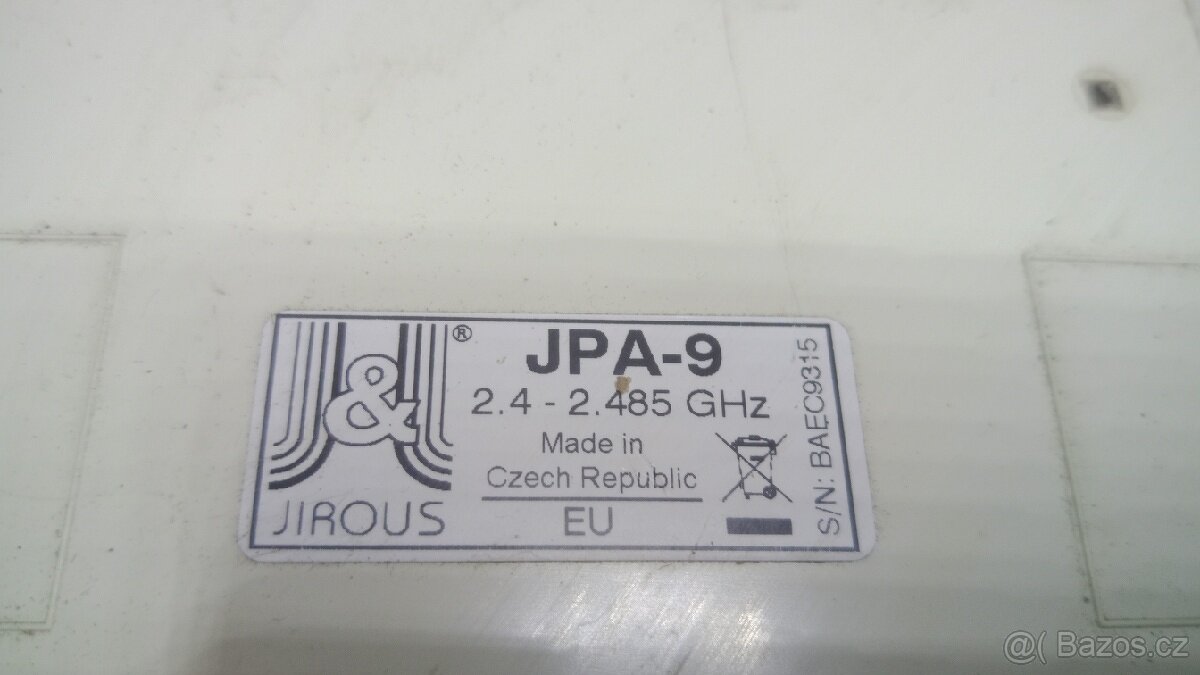 J&J ®
JIROUS
JPA-9
2.4 - 2.485 GHz
Made in
Czech Republic
EU
S/N: BAEC9315
@( Bazos.cz